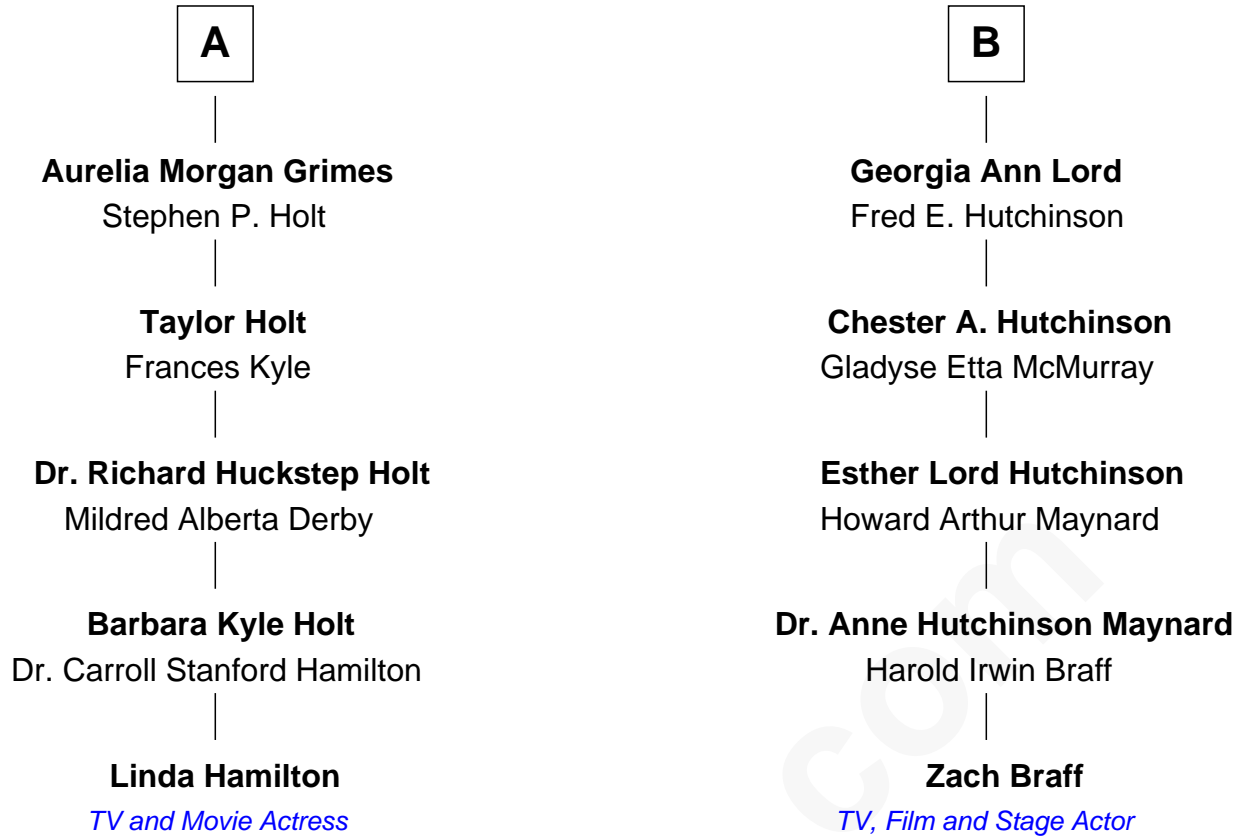 A
Aurelia Morgan Grimes
Stephen P. Holt
Taylor Holt
Frances Kyle
Dr. Richard Huckstep Holt
Mildred Alberta Derby
Barbara Kyle Holt
Dr. Carroll Stanford Hamilton
Linda Hamilton
TV and Movie Actress
B
Georgia Ann Lord
Fred E. Hutchinson
Chester A. Hutchinson
Gladyse Etta McMurray
Esther Lord Hutchinson
Howard Arthur Maynard
Dr. Anne Hutchinson Maynard
Harold Irwin Braff
Zach Braff
TV, Film and Stage Actor
com